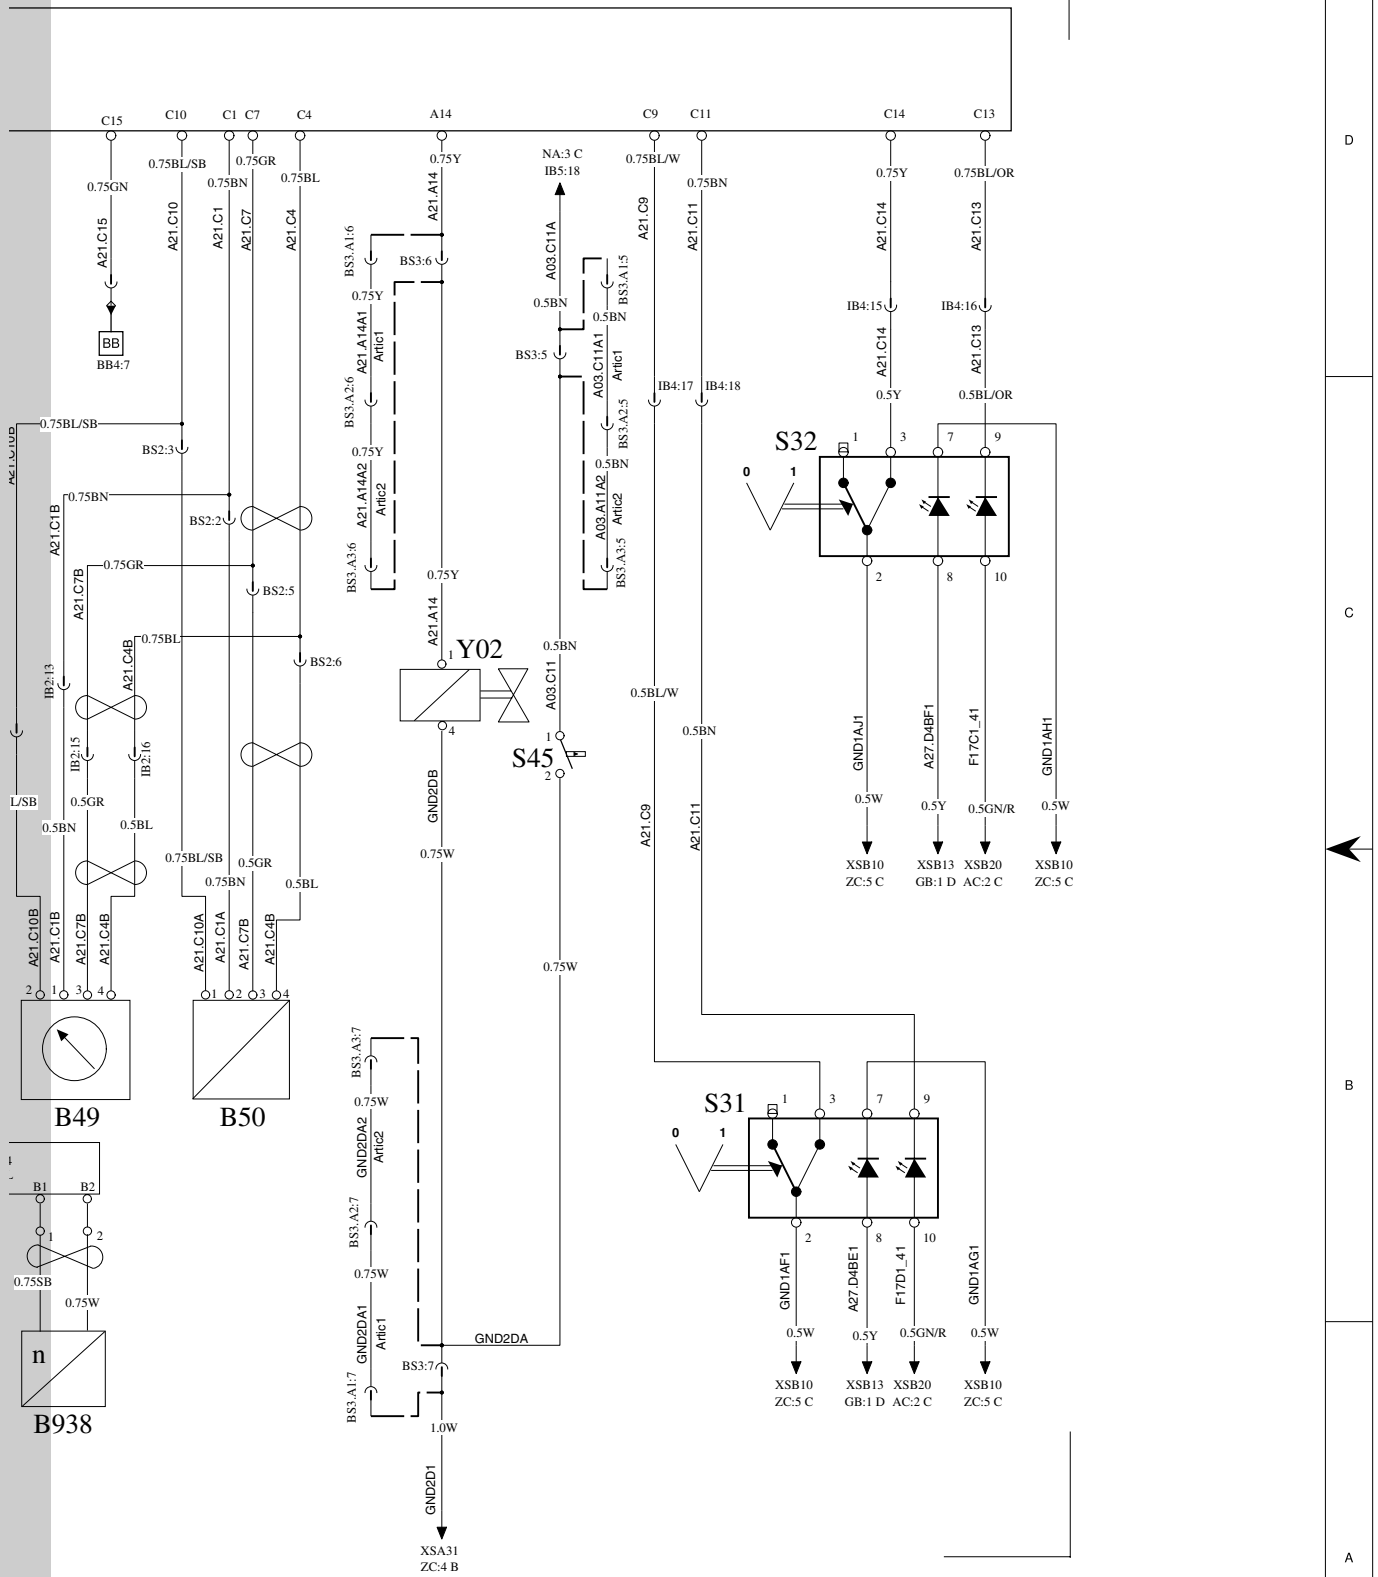 C15
C10
C1 C7
C4
A14
C9
C11
C14
C13
D
0.75GN
0.75BL/SB
0.75BN
0.75GR
0.75BL
0.75Y
NA:3 C
IB5:18
0.75BL/W
0.75BN
0.75Y
0.75BL/OR
A21.C15
A21.C10
A21.C1
A21.C7
A21.C4
A21.A14
A03.C11A
A21.C9
A21.C11
A21.C14
A21.C13
BS3.A1:6
BS3:6
BS3.A1:5
0.75Y
0.5BN
0.5BN
IB4:15
IB4:16
BB
BB4:7
A21.A14A1
Artic1
BS3:5
A03.C11A1
Artic1
A21.C14
A21.C13
BS3.A2:6
BS3.A2:5
IB4:17
IB4:18
0.5Y
0.5BL/OR
0.75BL/SB
BS2:3
A21.C10B
0.75Y
0.5BN
S32
1
3
7
9
0
1
0.75BN
A21.C1B
BS2:2
A21.A14A2
Artic2
A03.A11A2
Artic2
BS3.A3:6
BS3.A3:5
0.75GR
A21.C7B
BS2:5
0.75Y
2
8
10
C
0.75BL
A21.C4B
BS2:6
A21.A14
1
Y02
4
0.5BN
A03.C11
IB2:13
0.5BL/W
0.5BN
IB2:15
IB2:16
1
S45
2
GND1AJ1
A27.D4BF1
F17C1_41
GND1AH1
L/SB
0.5GR
0.5BN
0.5BL
GND2DB
0.75W
A21.C9
A21.C11
0.5W
0.5Y
0.5GN/R
0.5W
0.75BL/SB
0.5GR
0.75BN
0.5BL
XSB10
ZC:5 C
XSB13
GB:1 D
XSB20
AC:2 C
XSB10
ZC:5 C
A21.C10B
A21.C1B
A21.C7B
A21.C4B
A21.C10A
A21.C1A
A21.C7B
A21.C4B
0.75W
2
1
3
4
1
2
3
4
B49
B50
BS3.A3:7
0.75W
GND2DA2
Artic2
B
S31
1
3
7
9
0
1
B1
B2
1
2
BS3.A2:7
2
8
10
0.75SB
0.75W
0.75W
GND2DA1
Artic1
GND1AF1
A27.D4BE1
F17D1_41
GND1AG1
n
B938
GND2DA
BS3:7
BS3.A1:7
0.5W
0.5Y
0.5GN/R
0.5W
XSB10
ZC:5 C
XSB13
GB:1 D
XSB20
AC:2 C
XSB10
ZC:5 C
1.0W
GND2D1
XSA31
ZC:4 B
A